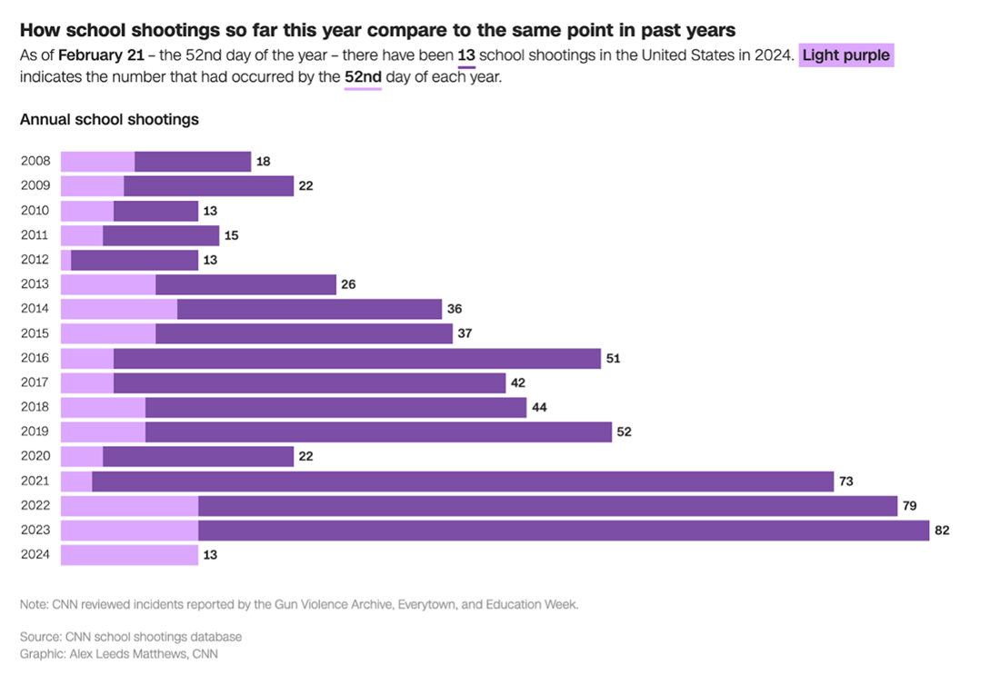 How school shootings so far this year compare to the same point in past years
As of February 21 – the 52nd day of the year – there have been 13 school shootings in the United States in 2024. Light purple
indicates the number that had occurred by the 52nd day of each year.
Annual school shootings
2008 18
2009 22
2010 13
2011 15
2012 13
2013 26
2014 36
2015 37
2016 51
2017 42
2018 44
2019 52
2020 22
2021 73
2022 79
2023 82
2024 13
Note: CNN reviewed incidents reported by the Gun Violence Archive, Everytown, and Education Week.
Source: CNN school shootings database
Graphic: Alex Leeds Matthews, CNN